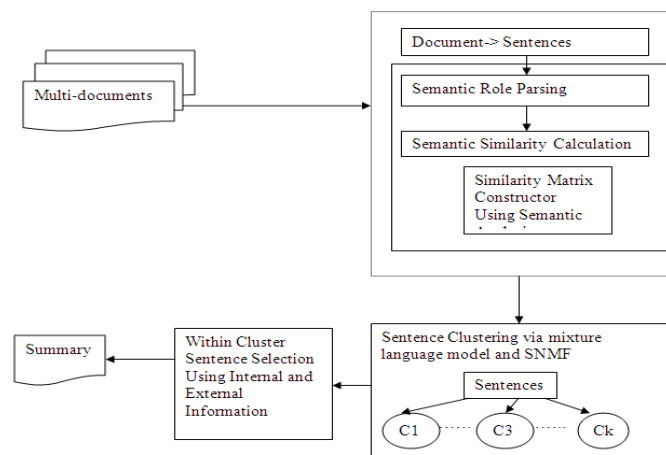 Document-> Sentences
Multi-documents
Semantic Role Parsing
Semantic Similarity Calculation
Similarity Matrix
Constructor
Using Semantic
Sentence Clustering via mixture
language model and SNMF
Sentences
C1
C3
Ck
Within Cluster
Sentence Selection
Using Internal and
External
Information
Summary